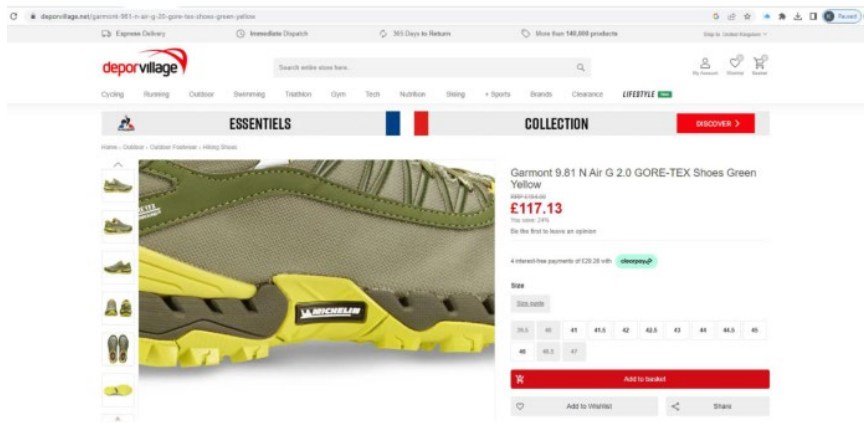 deporvillage.net/garmont-981-n-air-g-20-gore-tex-shoes-green-yellow
Paused
Express Delivery
Immediate Dispatch
365 Days to Return
More than 140,000 products
Ship to: United Kingdom
deporvillage
Search entire store here...
My Account
Wishlist
Basket
Cycling Running Outdoor Swimming Triathlon Gym Tech Nutrition Skiing + Sports Brands Clearance LIFESTYLE
ESSENTIELS
COLLECTION
DISCOVER >
Home › Outdoor › Outdoor Footwear › Hiking Shoes
MICHELIN
Garmont 9.81 N Air G 2.0 GORE-TEX Shoes Green
Yellow
£117.13
You save: 24%
Be the first to leave an opinion
4 interest-free payments of £29.28 with clearpay
Size
Size guide
39.5 40 41 41.5 42 42.5 43 44 44.5 45
46 46.5 47
Add to basket
Add to Wishlist
Share